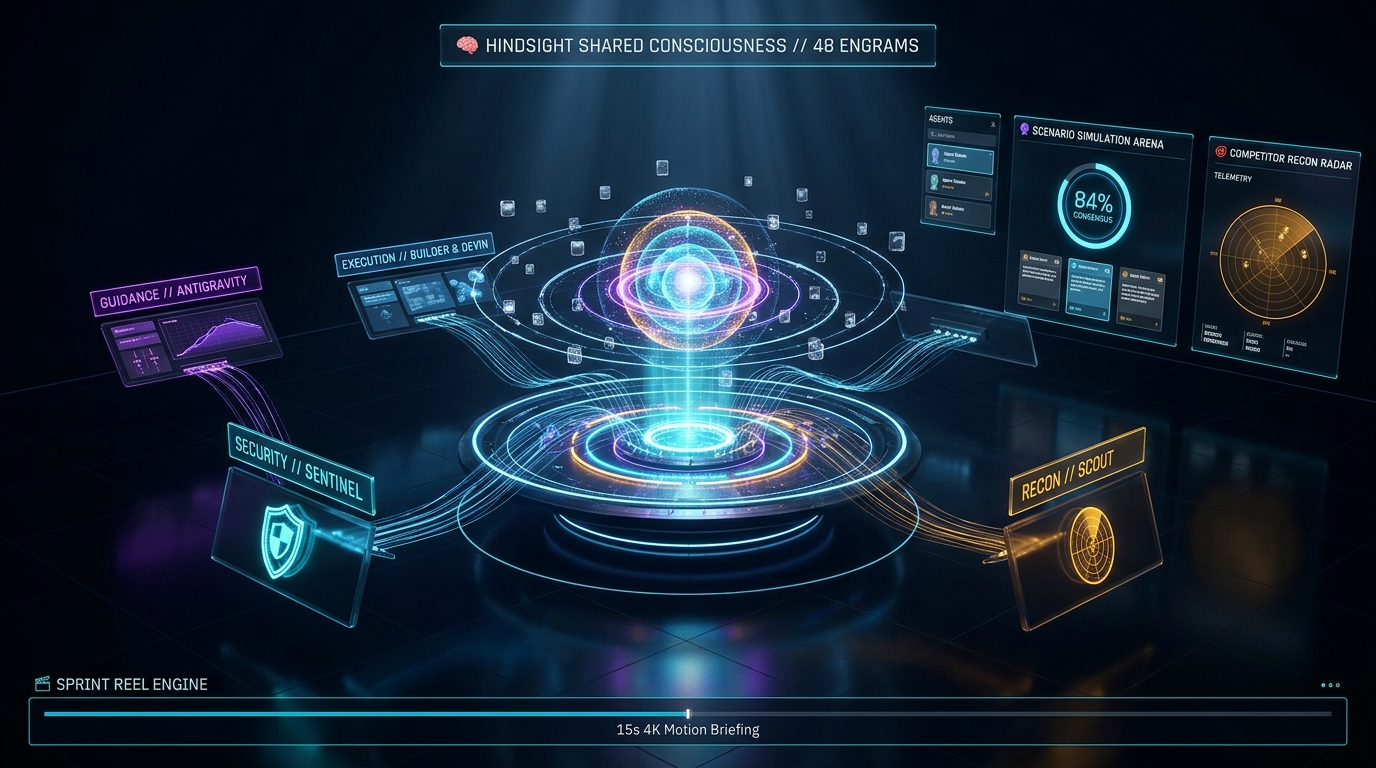 HINDSIGHT SHARED CONSCIOUSNESS // 48 ENGRAMS
AGENTS
SCENARIO SIMULATION ARENA
84%
CONSENSUS
COMPETITOR RECON RADAR
TELEMETRY
EXECUTION // BUILDER & DEVIN
GUIDANCE // ANTIGRAVITY
SECURITY // SENTINEL
RECON // SCOUT
SPRINT REEL ENGINE
15s 4K Motion Briefing